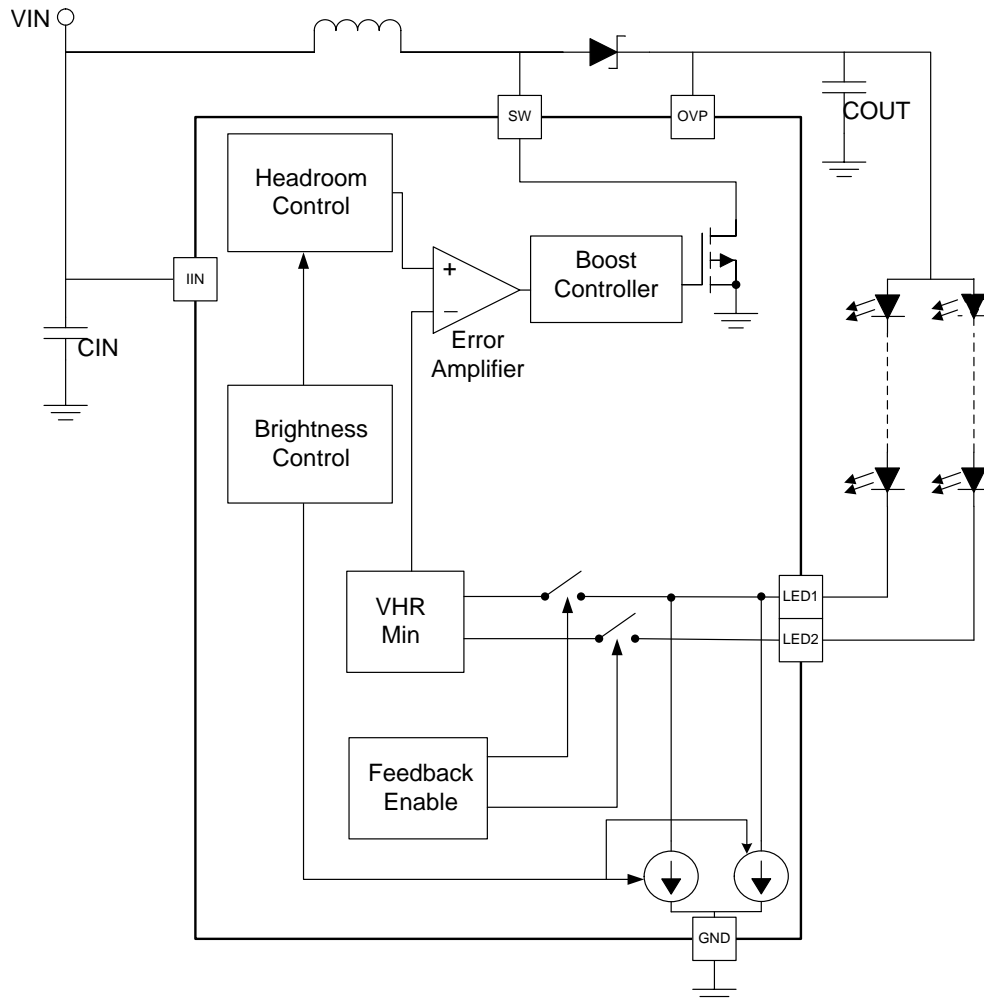 VIN
SW
OVP
COUT
Headroom
Control
IIN
+
−
Boost
Controller
Error
Amplifier
CIN
Brightness
Control
VHR
Min
LED1
LED2
Feedback
Enable
GND